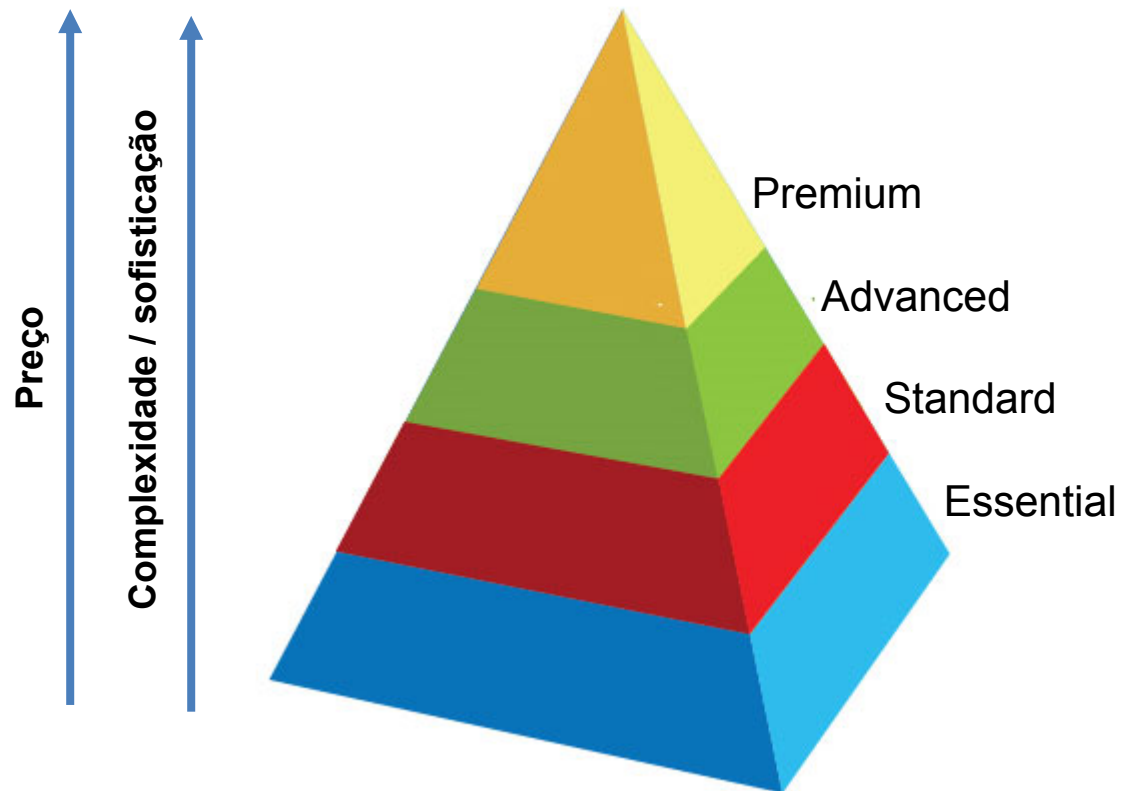 Preço
Complexidade / sofisticação
Premium
Advanced
Standard
Essential